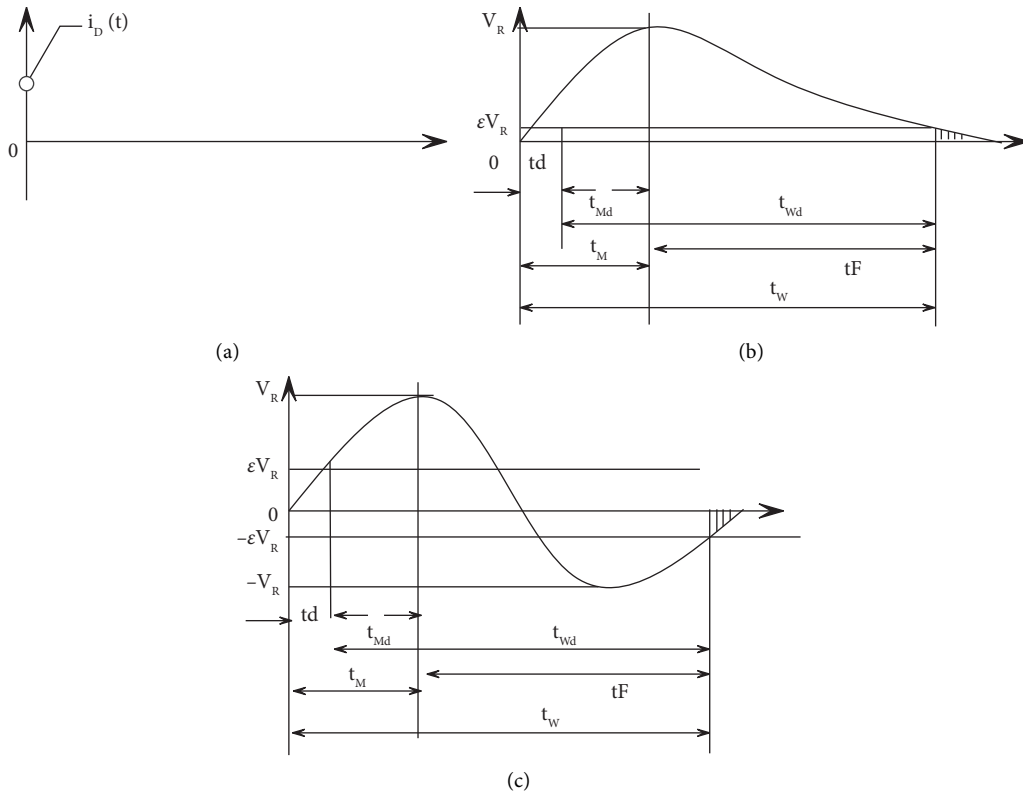 i_D (t)
0
(a)
V_R
εV_R
0
td
t_Md
t_Wd
t_M
tF
t_W
(b)
V_R
εV_R
0
–εV_R
–V_R
td
t_Md
t_Wd
t_M
tF
t_W
(c)